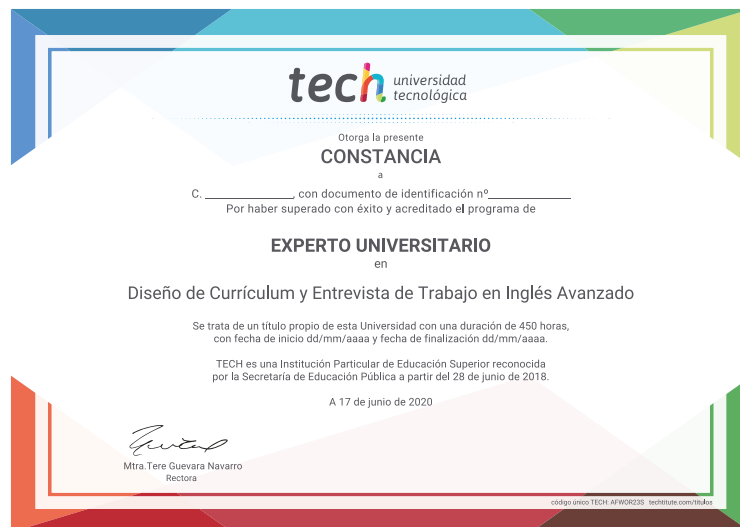 tech universidad
tecnológica
Otorga la presente
CONSTANCIA
a
C. ______________, con documento de identificación nº______________
Por haber superado con éxito y acreditado el programa de
EXPERTO UNIVERSITARIO
en
Diseño de Currículum y Entrevista de Trabajo en Inglés Avanzado
Se trata de un título propio de esta Universidad con una duración de 450 horas,
con fecha de inicio dd/mm/aaaa y fecha de finalización dd/mm/aaaa.
TECH es una Institución Particular de Educación Superior reconocida
por la Secretaría de Educación Pública a partir del 28 de junio de 2018.
A 17 de junio de 2020
Mtra.Tere Guevara Navarro
Rectora
código único TECH: AFWOR23S techtitute.com/titulos